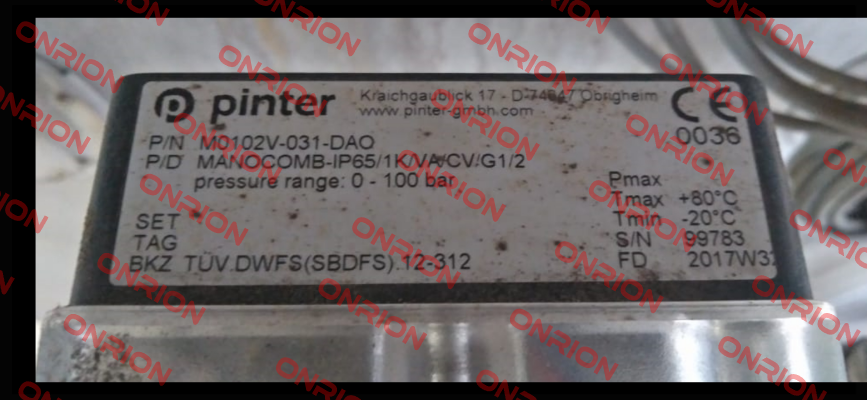 pinter
Kraichgaublick 17 - D-74847 Obrigheim
www.pinter-gmbh.com
CE
0036
P/N M0102V-031-DAO
P/D MANOCOMB-IP65/1K/VA/CV/G1/2
pressure range: 0 - 100 bar
Pmax
Tmax +80°C
Tmin -20°C
SET
TAG
S/N 99783
BKZ TÜV.DWFS(SBDFS).12-312
FD 2017W32
ONRION